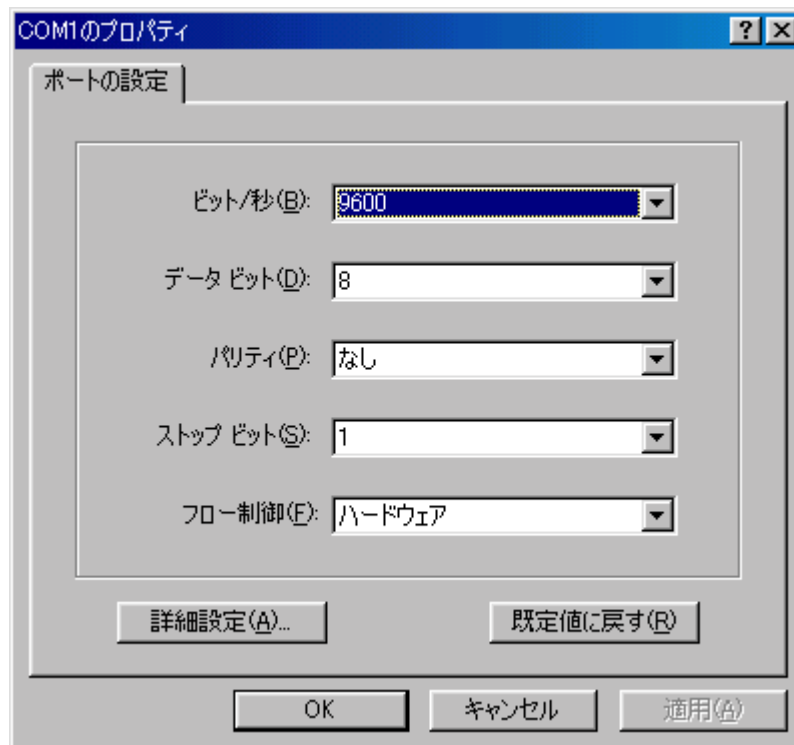 COM1のプロパティ
ポートの設定
ビット/秒(B): 9600
データ ビット(D): 8
パリティ(P): なし
ストップ ビット(S): 1
フロー制御(F): ハードウェア
詳細設定(A)... 既定値に戻す(R)
OK キャンセル 適用(A)